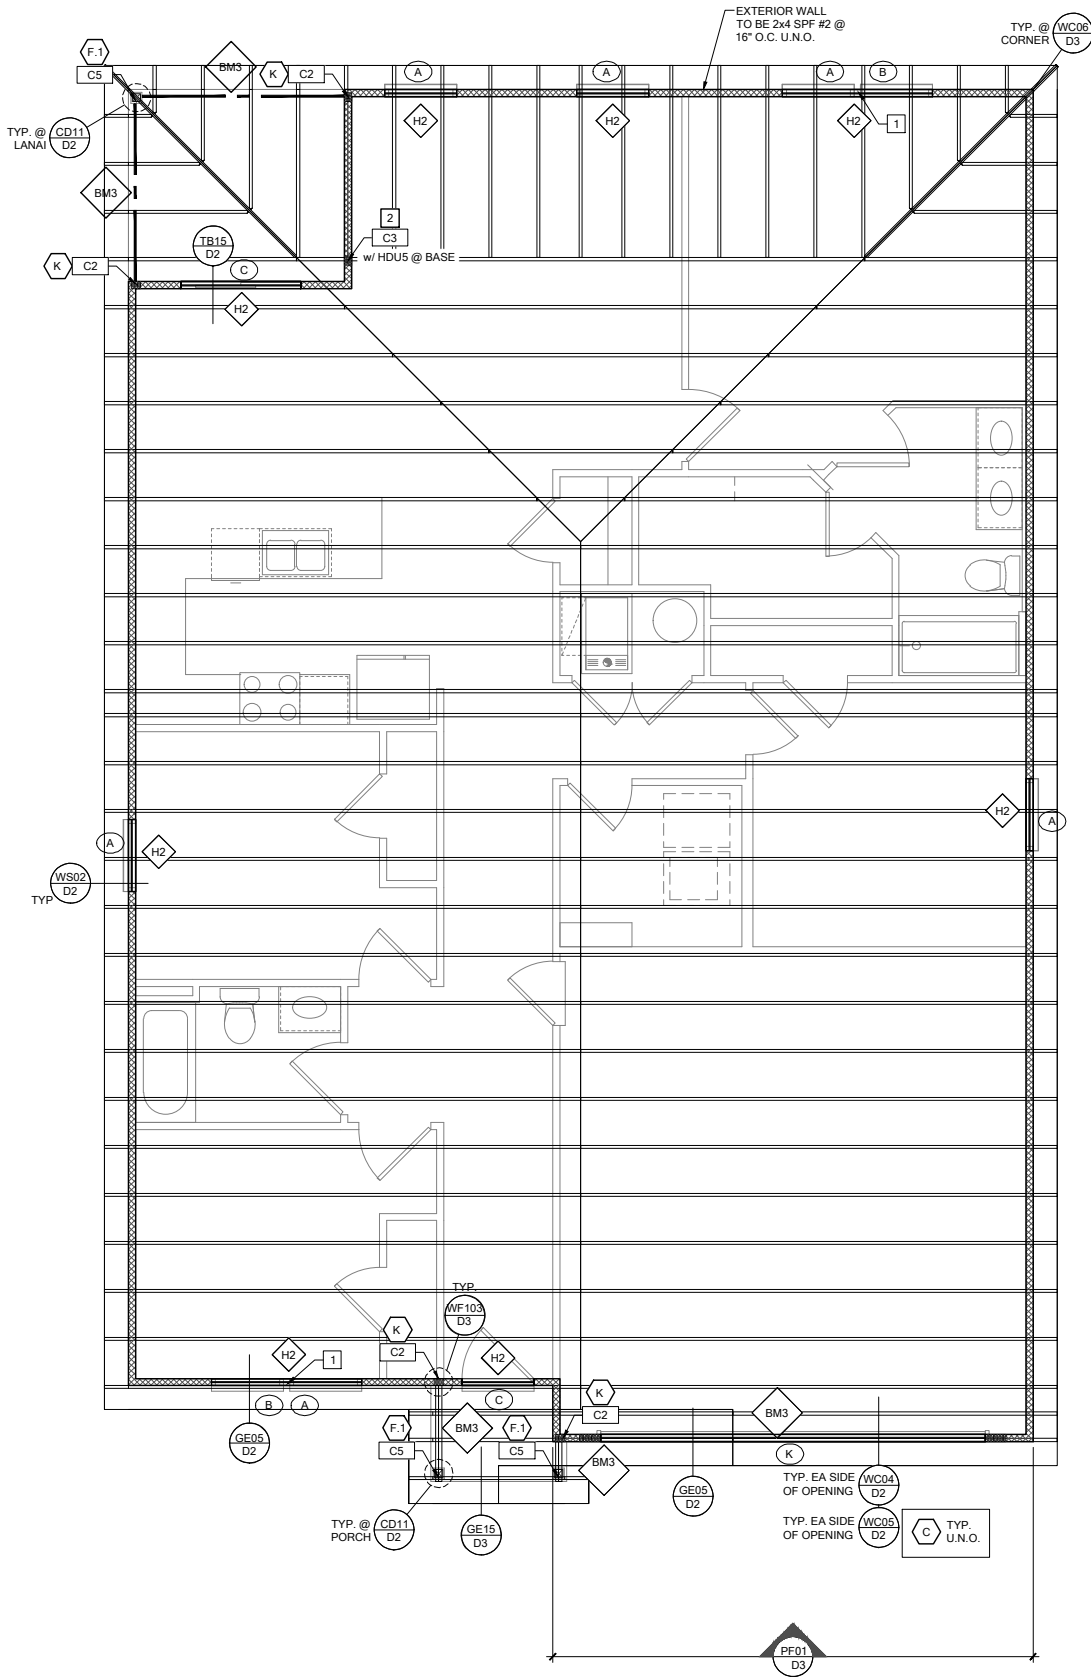 EXTERIOR WALL
TO BE 2x4 SPF #2 @
16" O.C. U.N.O.
TYP. @
CORNER
WC06
D3
F.1
C5
BM3
K
C2
A
A
A
B
H2
H2
H2
1
TYP. @
LANAI
CD11
D2
BM3
2
C3
w/ HDU5 @ BASE
TB15
D2
C
K
C2
H2
A
H2
H2
A
WS02
D2
TYP
TYP.
WF103
D3
K
C2
H2
1
H2
B
A
C
K
C2
GE05
D2
F.1
C5
BM3
F.1
C5
BM3
BM3
K
TYP. EA SIDE
OF OPENING
WC04
D2
GE05
D2
TYP. @
PORCH
CD11
D2
GE15
D3
TYP. EA SIDE
OF OPENING
WC05
D2
C
TYP.
U.N.O.
PF01
D3